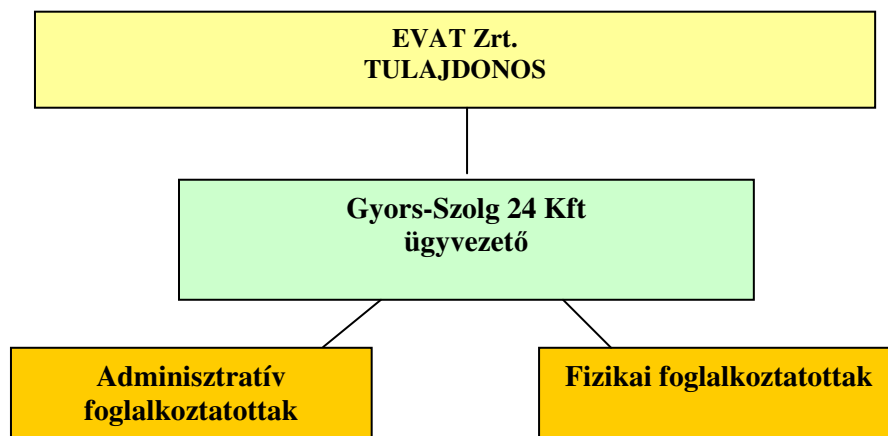 EVAT Zrt.
TULAJDONOS
Gyors-Szolg 24 Kft
ügyvezető
Adminisztratív
foglalkoztatottak
Fizikai foglalkoztatottak